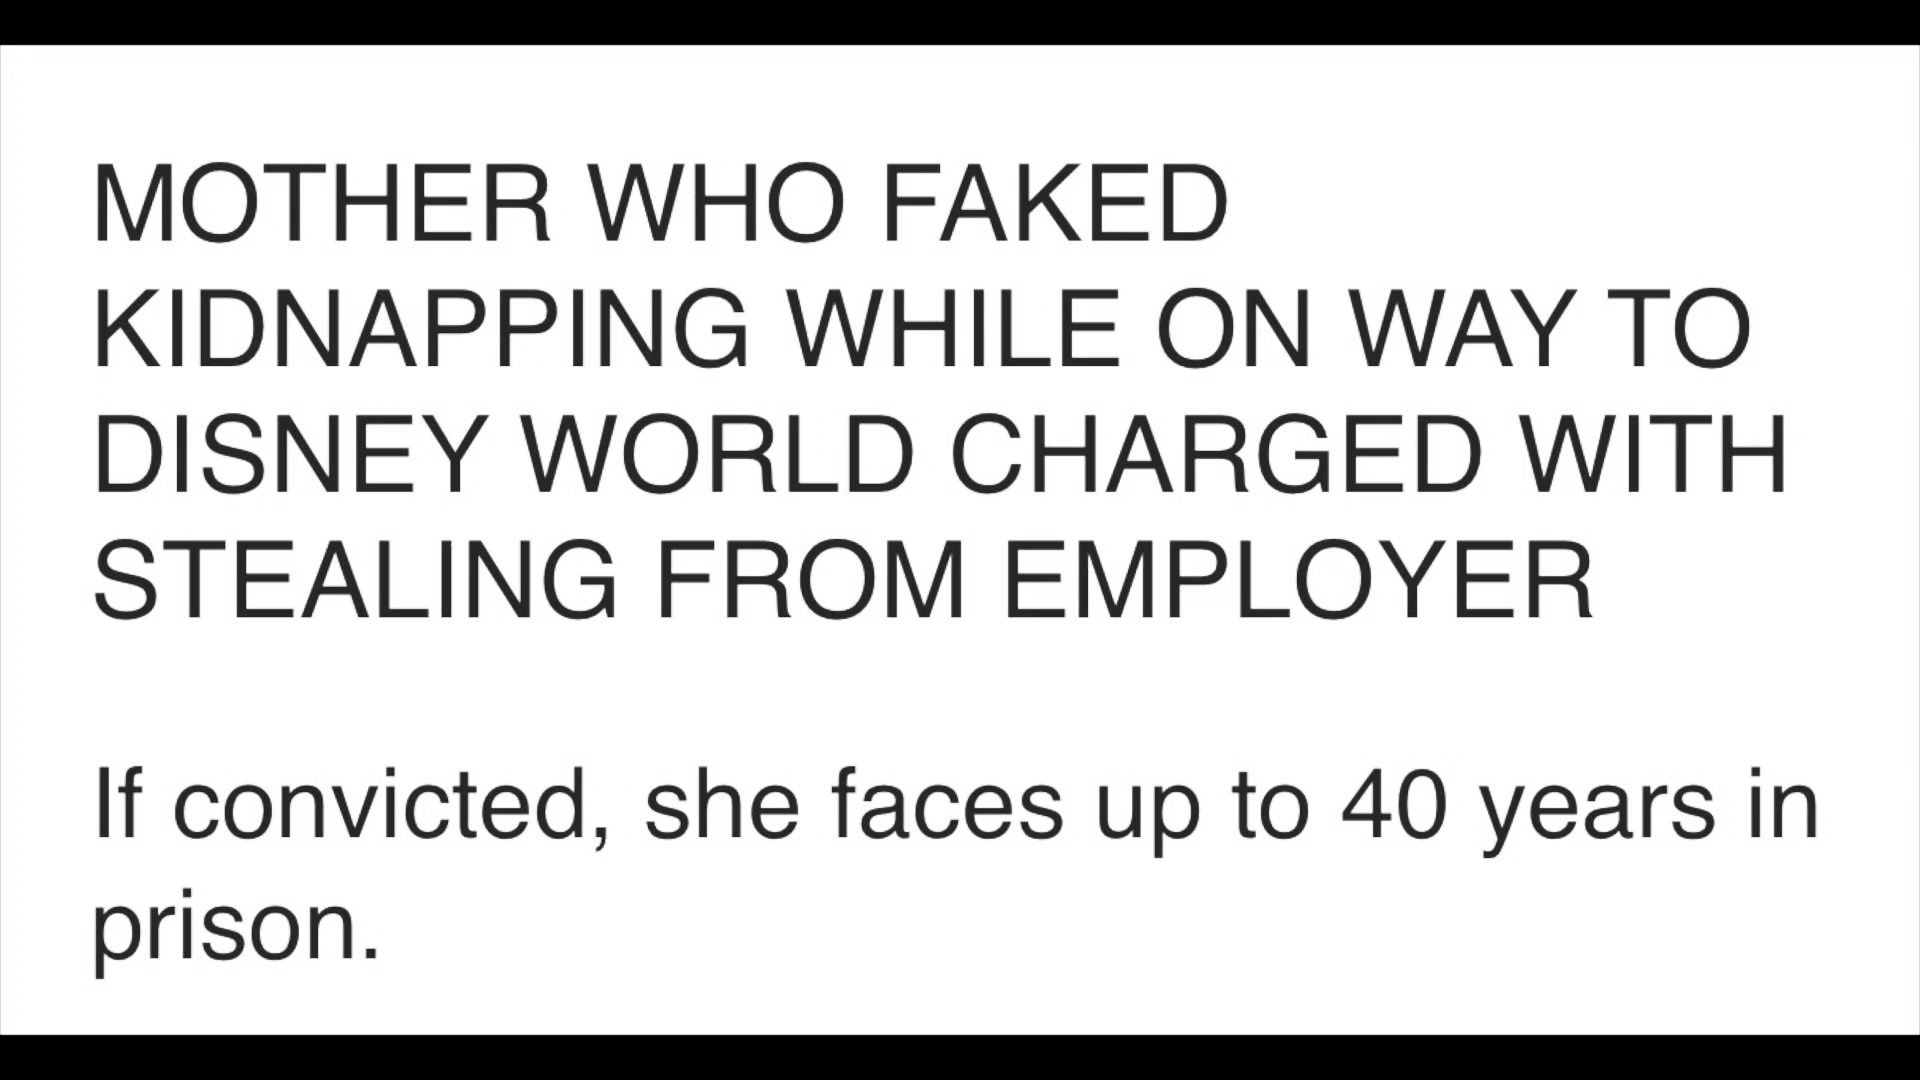 MOTHER WHO FAKED
KIDNAPPING WHILE ON WAY TO
DISNEY WORLD CHARGED WITH
STEALING FROM EMPLOYER
If convicted, she faces up to 40 years in
prison.